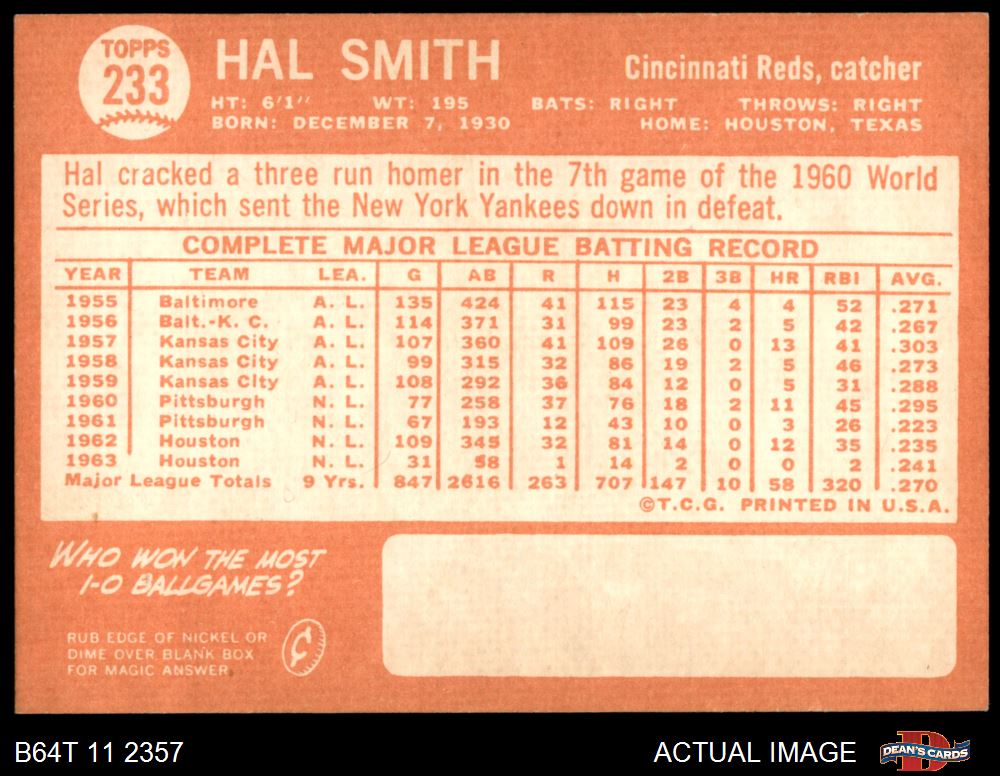 TOPPS
233
HAL SMITH
Cincinnati Reds, catcher
HT: 6'1" WT: 195 BATS: RIGHT THROWS: RIGHT
BORN: DECEMBER 7, 1930 HOME: HOUSTON, TEXAS
Hal cracked a three run homer in the 7th game of the 1960 World
Series, which sent the New York Yankees down in defeat.
COMPLETE MAJOR LEAGUE BATTING RECORD
YEAR TEAM LEA. G AB R H 2B 3B HR RBI AVG.
1955 Baltimore A. L. 135 424 41 115 23 4 4 52 .271
1956 Balt.-K. C. A. L. 114 371 31 99 23 2 5 42 .267
1957 Kansas City A. L. 107 360 41 109 26 0 13 41 .303
1958 Kansas City A. L. 99 315 32 86 19 2 5 46 .273
1959 Kansas City A. L. 108 292 36 84 12 0 5 31 .288
1960 Pittsburgh N. L. 77 258 37 76 18 2 11 45 .295
1961 Pittsburgh N. L. 67 193 12 43 10 0 3 26 .223
1962 Houston N. L. 109 345 32 81 14 0 12 35 .235
1963 Houston N. L. 31 58 1 14 2 0 0 2 .241
Major League Totals 9 Yrs. 847 2616 263 707 147 10 58 320 .270
©T.C.G. PRINTED IN U.S.A.
WHO WON THE MOST
1-0 BALLGAMES?
RUB EDGE OF NICKEL OR
DIME OVER BLANK BOX
FOR MAGIC ANSWER
¢
B64T 11 2357
ACTUAL IMAGE
D
DEAN'S CARDS